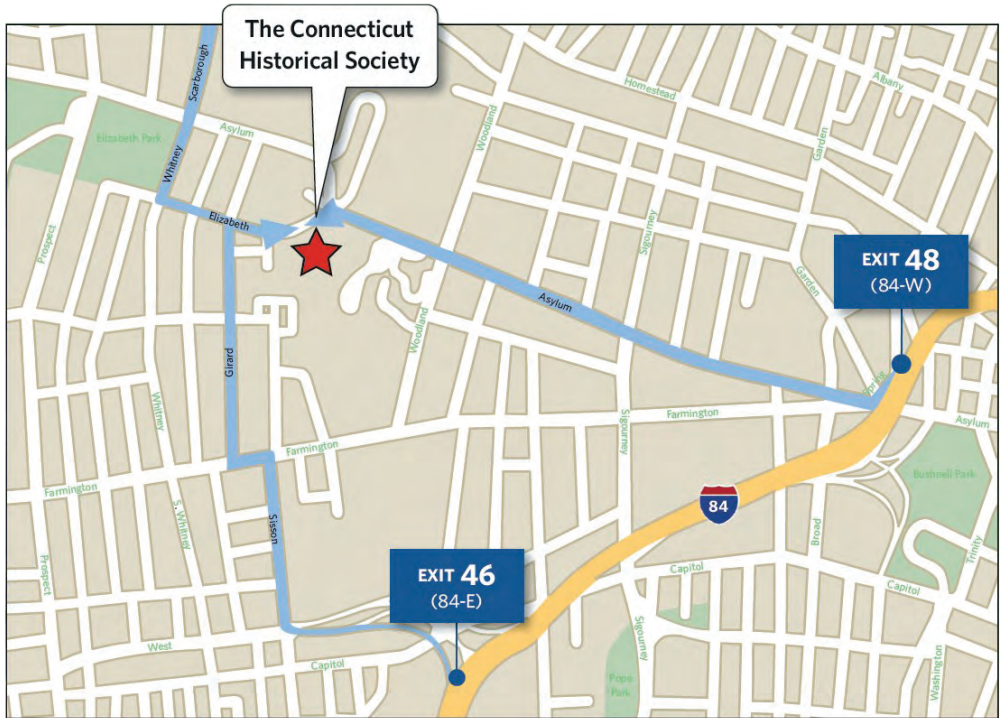 The Connecticut
Historical Society
Scarborough
Homestead
Albany
Elizabeth Park
Asylum
Woodland
Garden
Whitney
Elizabeth
Prospect
Sigourney
EXIT 48
(84-W)
Garden
Asylum
Woodland
Girard
Spring
Whitney
Farmington
Sigourney
Asylum
Farmington
Bushnell Park
Farmington
84
S. Whitney
Sisson
Broad
Trinity
Prospect
EXIT 46
(84-E)
Capitol
Capitol
West
Sigourney
Capitol
Washington
Pope
Park